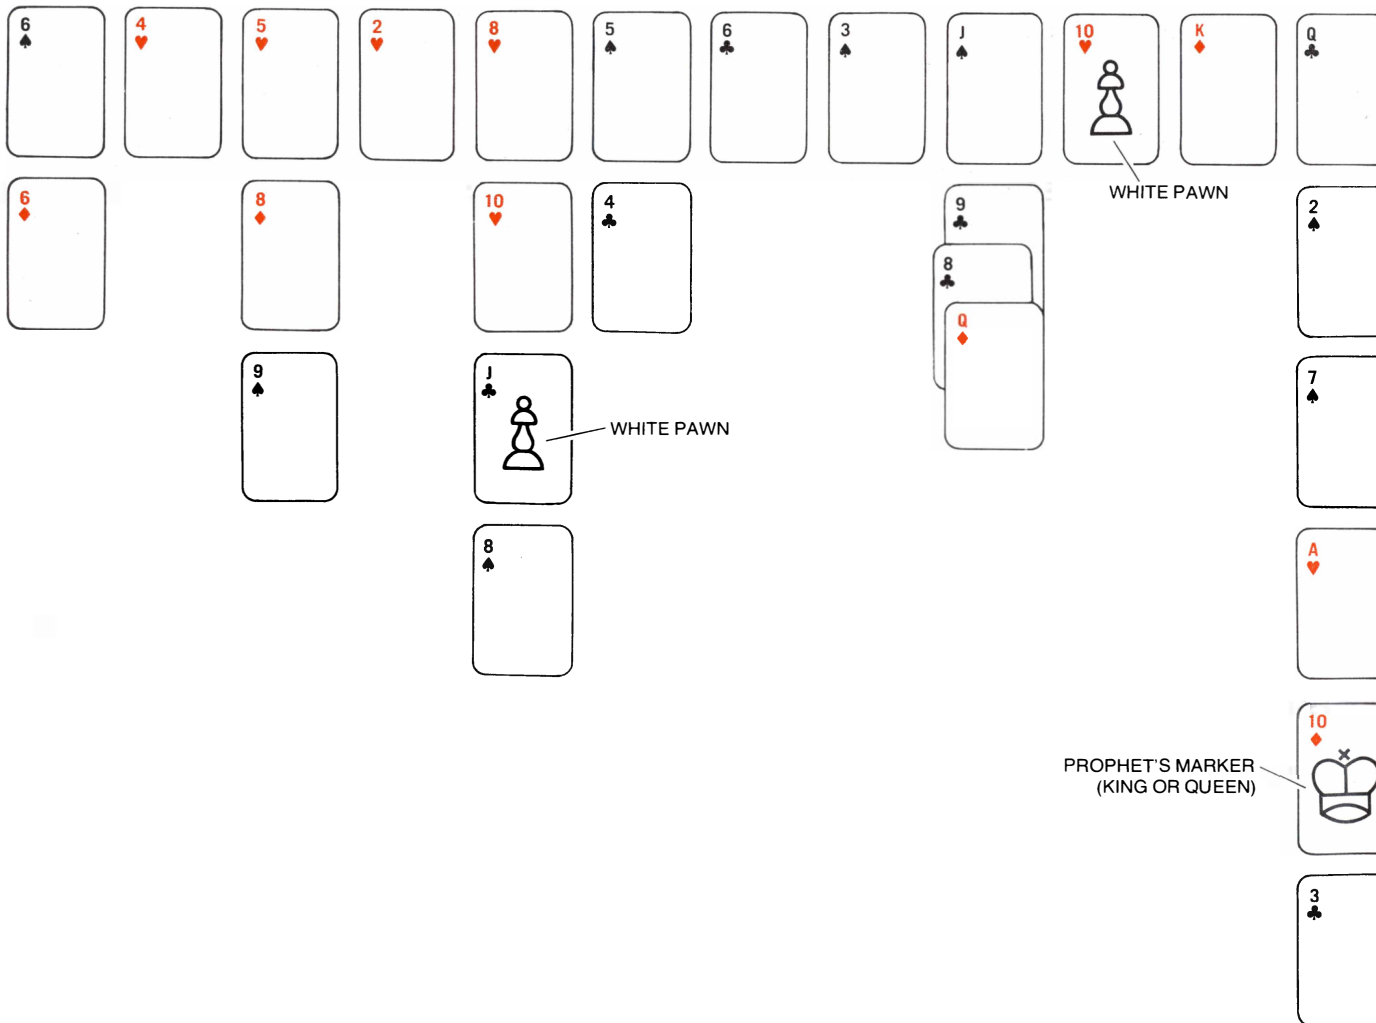 6♠ 4♥ 5♥ 2♥ 8♥ 5♠ 6♣ 3♠ J♠ 10♥ K♦ Q♣
WHITE PAWN
6♦ 8♦ 10♥ 4♣ 9♣ 2♠
8♣
Q♦
9♠ J♣ 7♠
WHITE PAWN
8♠ A♥
10♦
PROPHET'S MARKER
(KING OR QUEEN)
3♣